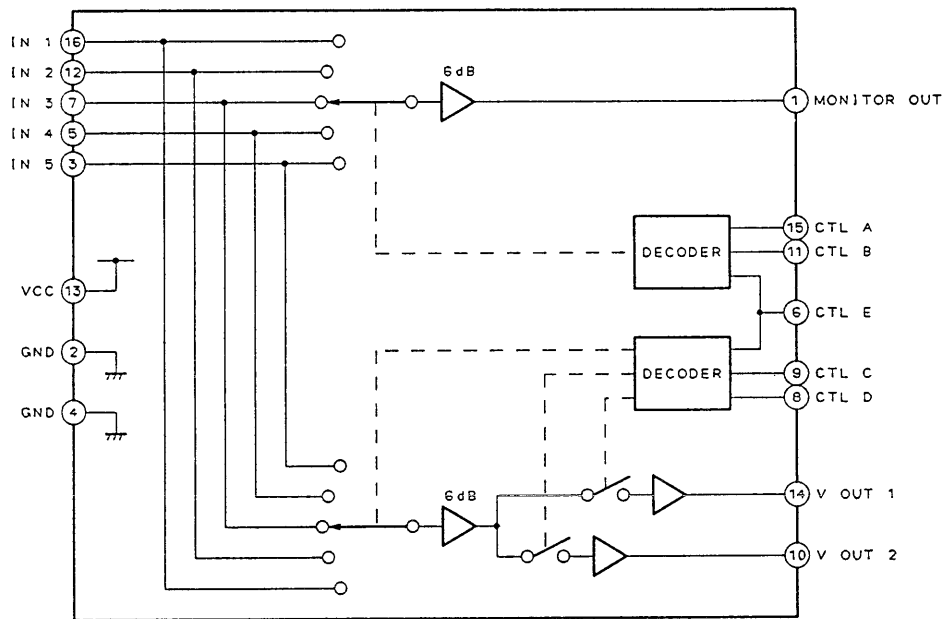 IN 1 16
IN 2 12
IN 3 7
IN 4 5
IN 5 3
6dB
1 MONITOR OUT
15 CTL A
11 CTL B
DECODER
VCC 13
6 CTL E
GND 2
DECODER
9 CTL C
8 CTL D
GND 4
6dB
14 V OUT 1
10 V OUT 2